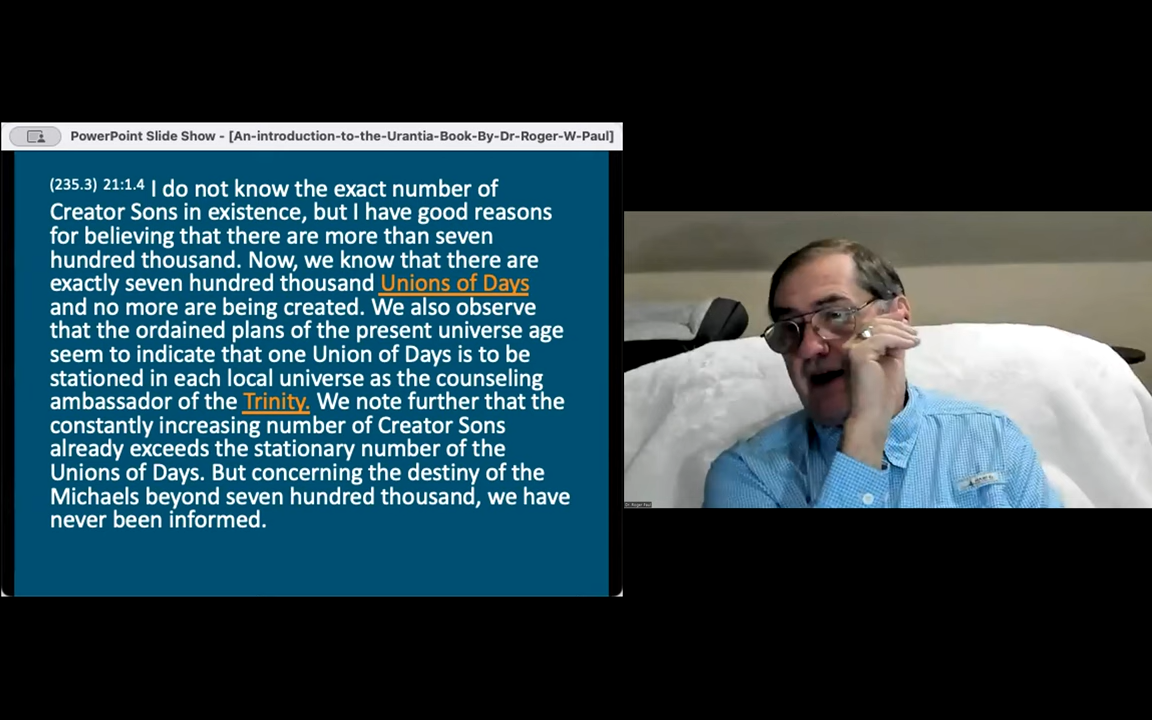 PowerPoint Slide Show - [An-introduction-to-the-Urantia-Book-By-Dr-Roger-W-Paul]
(235.3) 21:1.4 I do not know the exact number of
Creator Sons in existence, but I have good reasons
for believing that there are more than seven
hundred thousand. Now, we know that there are
exactly seven hundred thousand Unions of Days
and no more are being created. We also observe
that the ordained plans of the present universe age
seem to indicate that one Union of Days is to be
stationed in each local universe as the counseling
ambassador of the Trinity. We note further that the
constantly increasing number of Creator Sons
already exceeds the stationary number of the
Unions of Days. But concerning the destiny of the
Michaels beyond seven hundred thousand, we have
never been informed.
Dr. Roger Paul